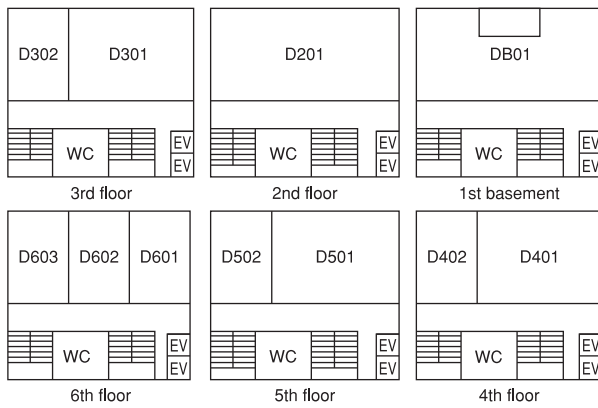 D302 D301
WC EV
EV
3rd floor
D201
WC EV
EV
2nd floor
DB01
WC EV
EV
1st basement
D603 D602 D601
WC EV
EV
6th floor
D502 D501
WC EV
EV
5th floor
D402 D401
WC EV
EV
4th floor